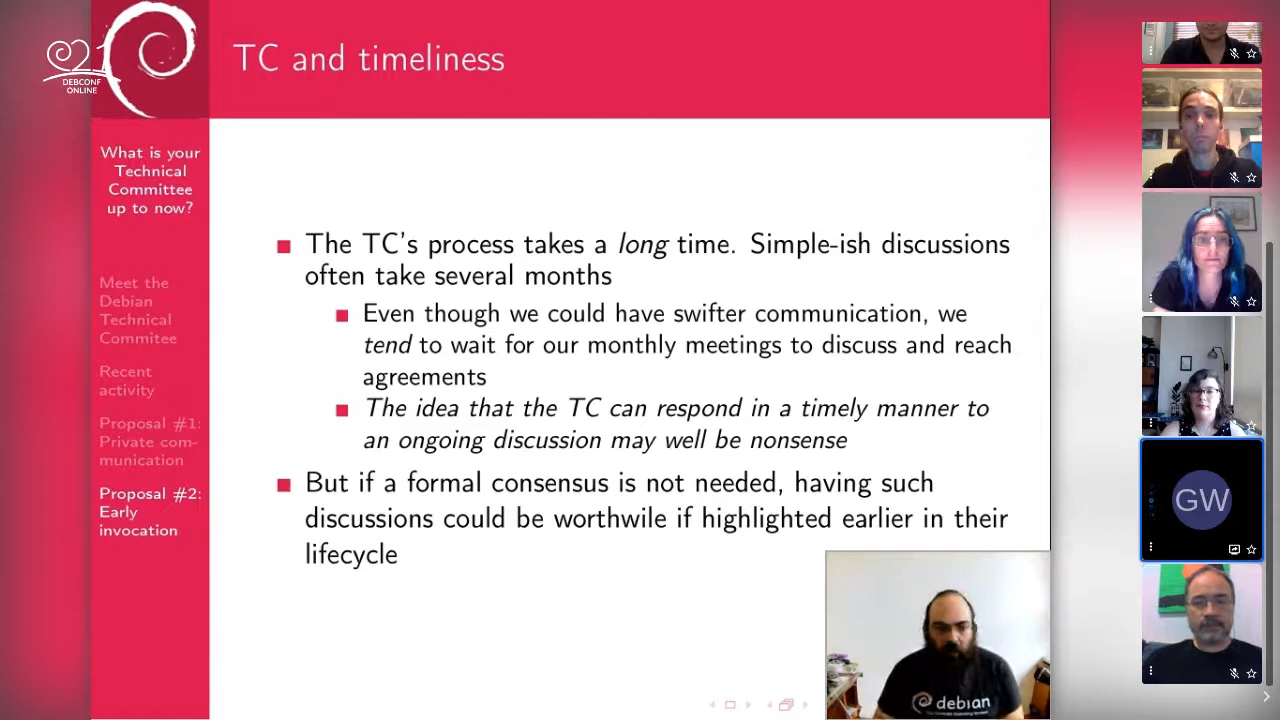 DEBCONF
ONLINE
TC and timeliness
What is your
Technical
Committee
up to now?
Meet the
Debian
Technical
Commitee
Recent
activity
Proposal #1:
Private com-
munication
Proposal #2:
Early
invocation
The TC's process takes a long time. Simple-ish discussions
often take several months
Even though we could have swifter communication, we
tend to wait for our monthly meetings to discuss and reach
agreements
The idea that the TC can respond in a timely manner to
an ongoing discussion may well be nonsense
But if a formal consensus is not needed, having such
discussions could be worthwile if highlighted earlier in their
lifecycle
debian
GW